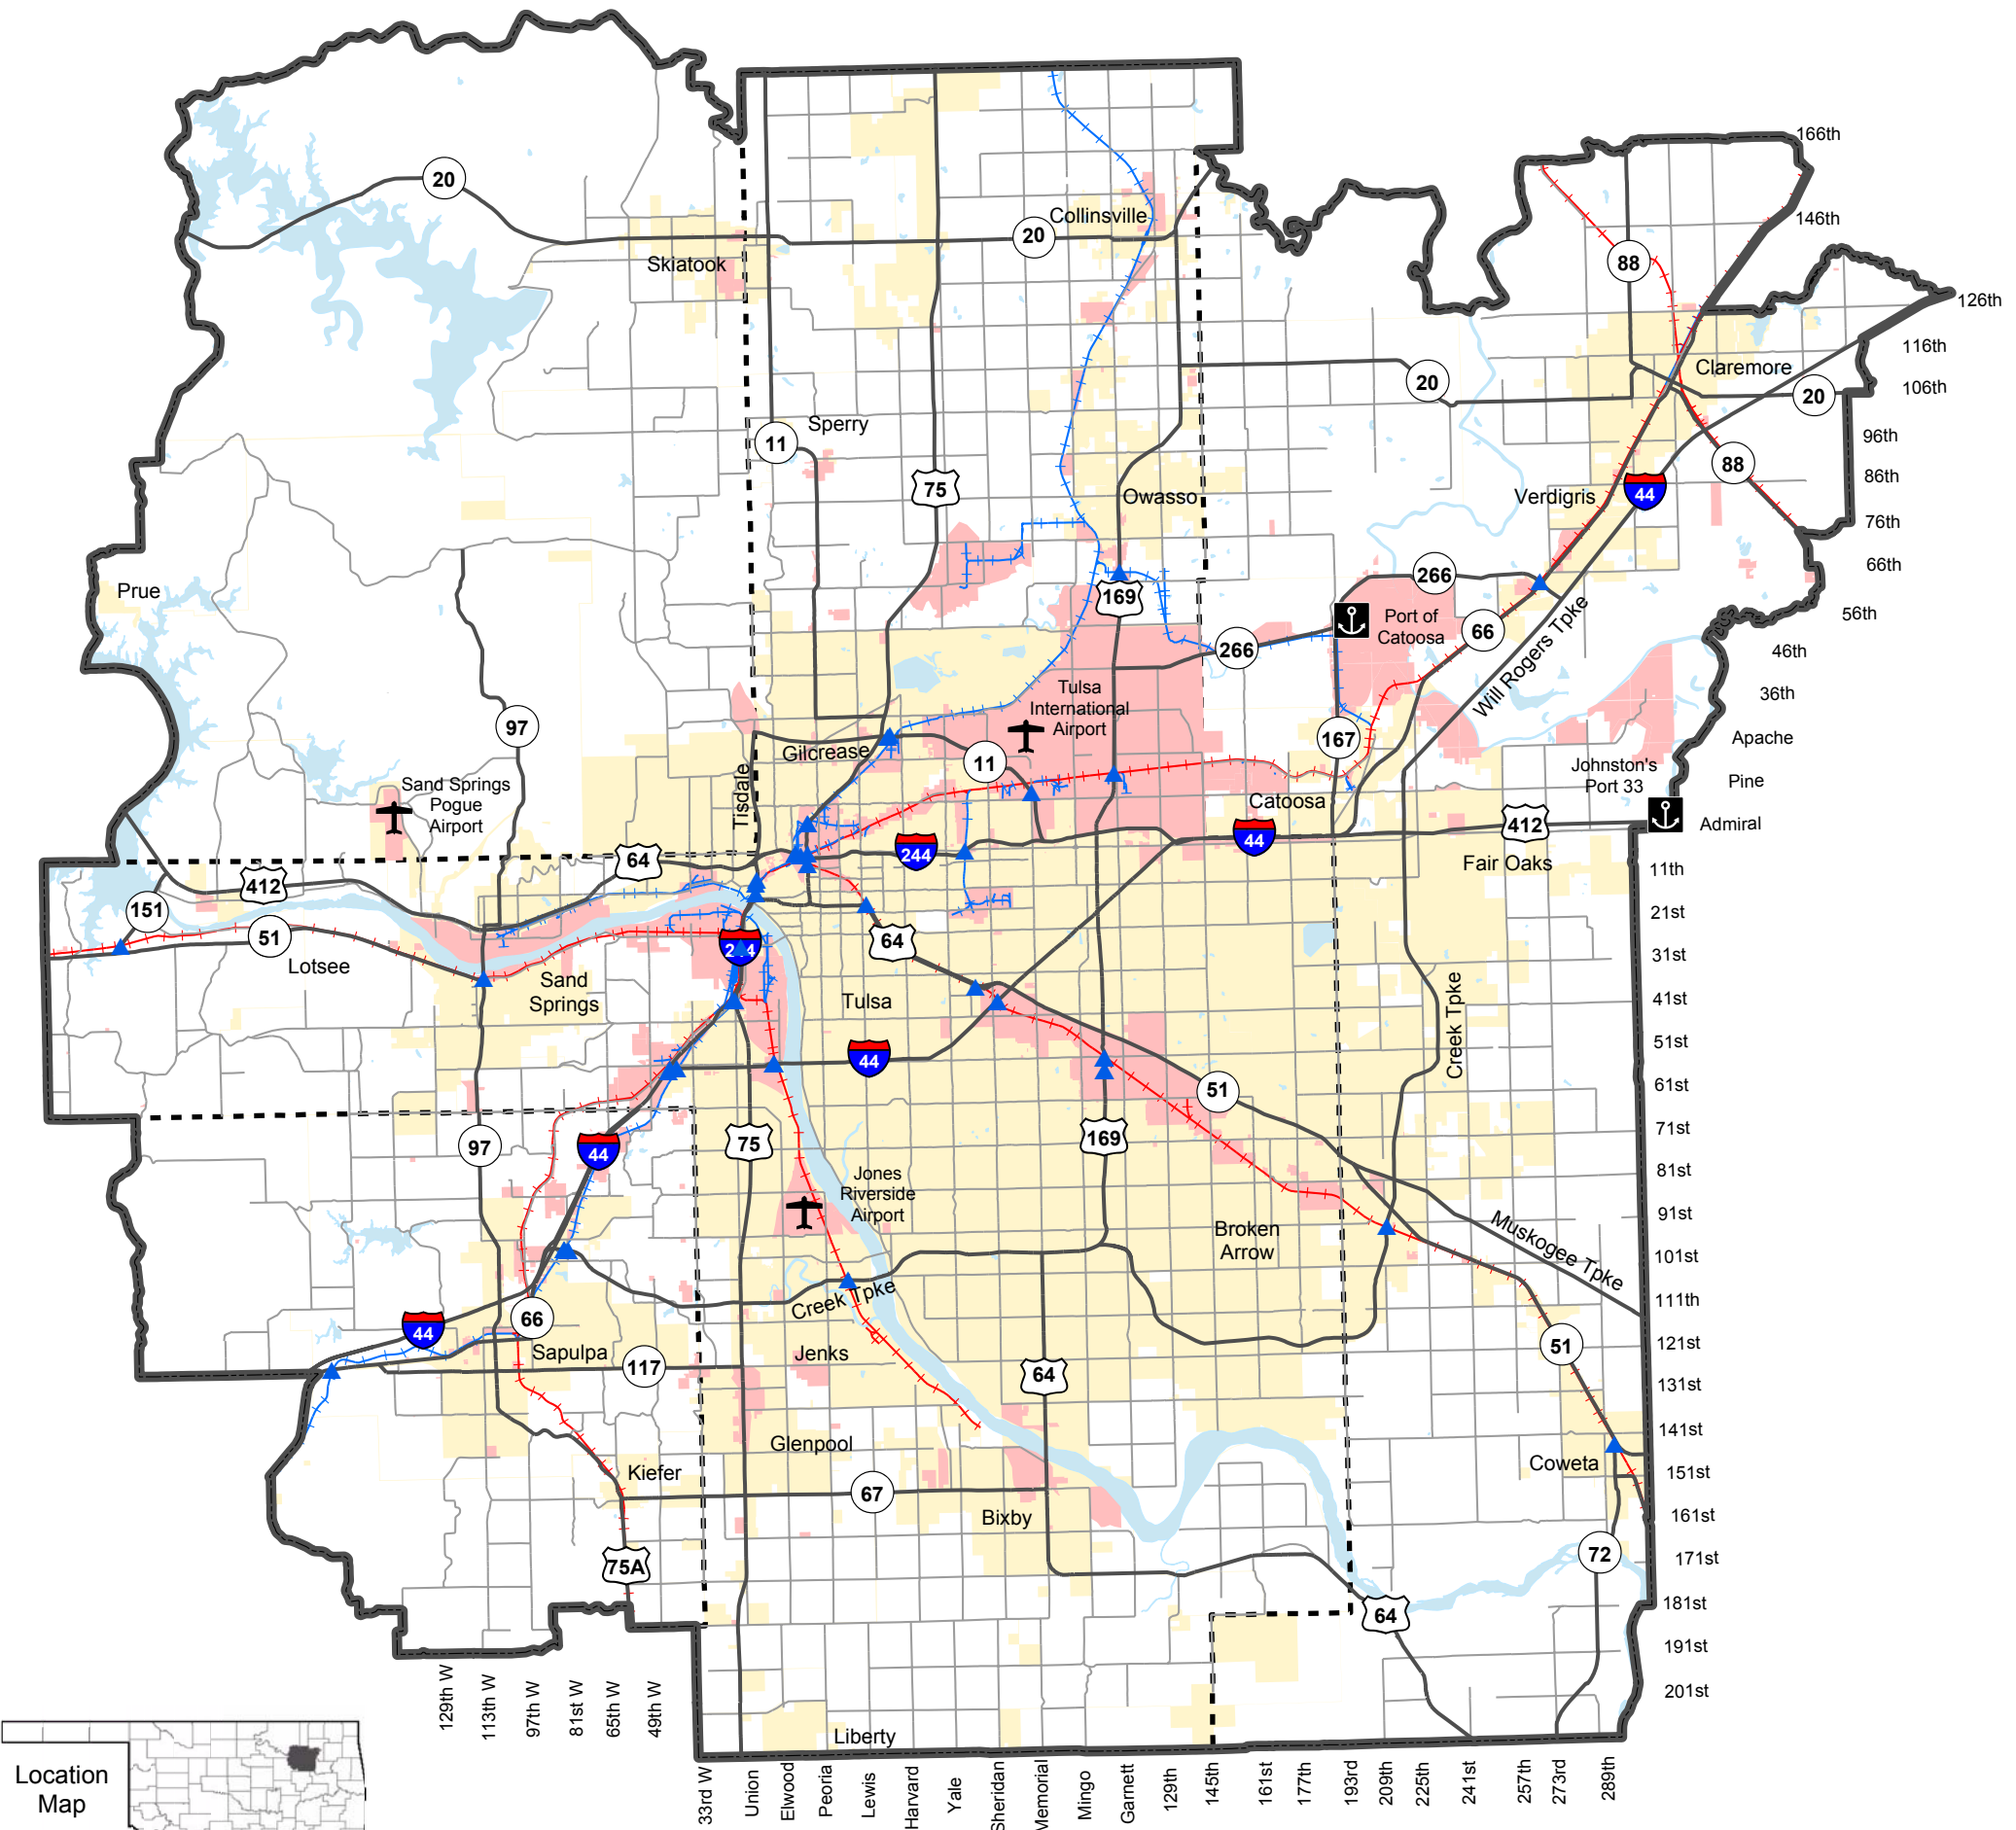 166th
20
146th
Collinsville
20
88
Skiatook
126th
116th
Claremore
20
106th
20
Sperry
11
96th
88
86th
75
Owasso
Verdigris
44
76th
66th
266
Prue
169
Port of
Catoosa
56th
66
266
46th
Will Rogers Tpke
Tulsa
International
Airport
36th
97
167
Apache
Gilcrease
11
Johnston's
Port 33
Pine
Sand Springs
Pogue
Airport
Tisdale
Catoosa
412
Admiral
44
244
64
Fair Oaks
11th
412
151
21st
51
64
31st
Lotsee
Sand
Springs
Tulsa
41st
Creek Tpke
51st
44
61st
51
71st
169
75
97
44
81st
Jones
Riverside
Airport
91st
Broken
Arrow
Muskogee Tpke
101st
Creek Tpke
111th
66
44
121st
51
Sapulpa
Jenks
117
64
131st
141st
Glenpool
Coweta
Kiefer
151st
67
Bixby
161st
72
75A
171st
181st
64
191st
201st
129th W
113th W
97th W
81st W
65th W
49th W
Liberty
Location
Map
33rd W
Union
Elwood
Peoria
Lewis
Harvard
Yale
Sheridan
Memorial
Mingo
Garnett
129th
145th
161st
177th
193rd
209th
225th
241st
257th
273rd
289th